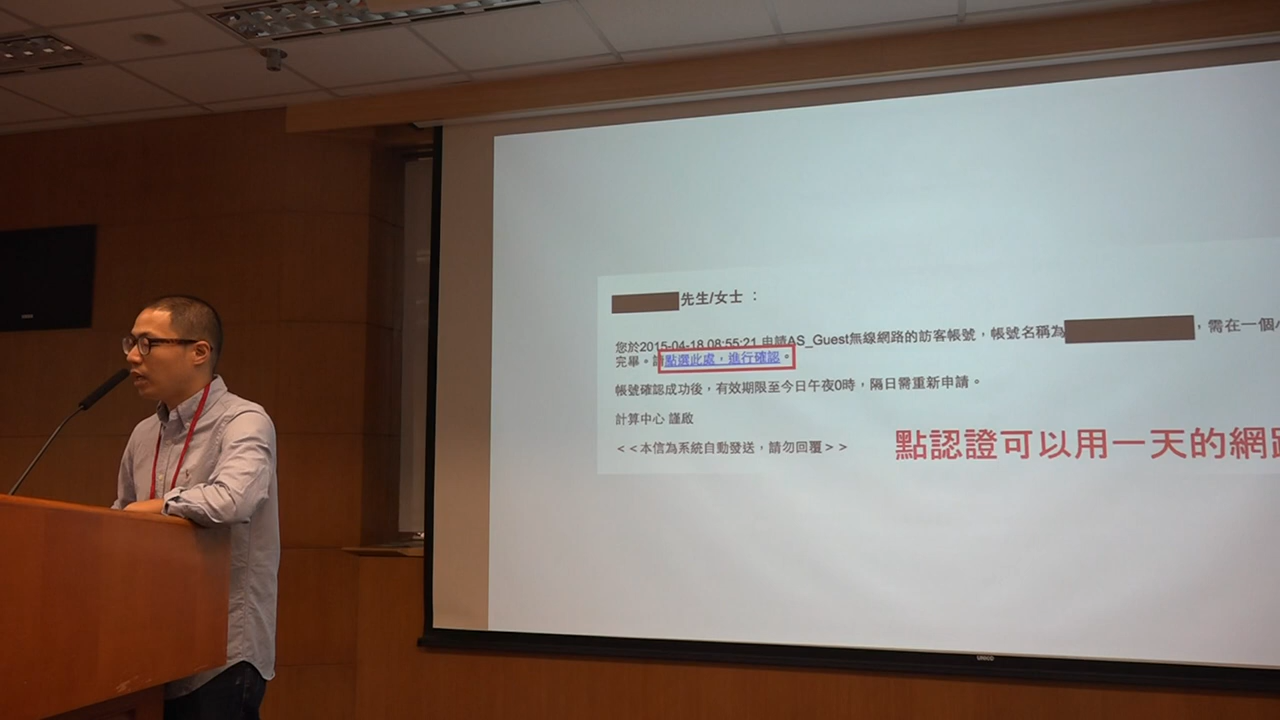 先生/女士：
您於2015-04-18 08:55:21 申請AS_Guest無線網路的訪客帳號，帳號名稱為 ，需在一個
完畢。請點選此處，進行確認。
帳號確認成功後，有效期限至今日午夜0時，隔日需重新申請。
計算中心 謹啟
<<本信為系統自動發送，請勿回覆>>
點認證可以用一天的網